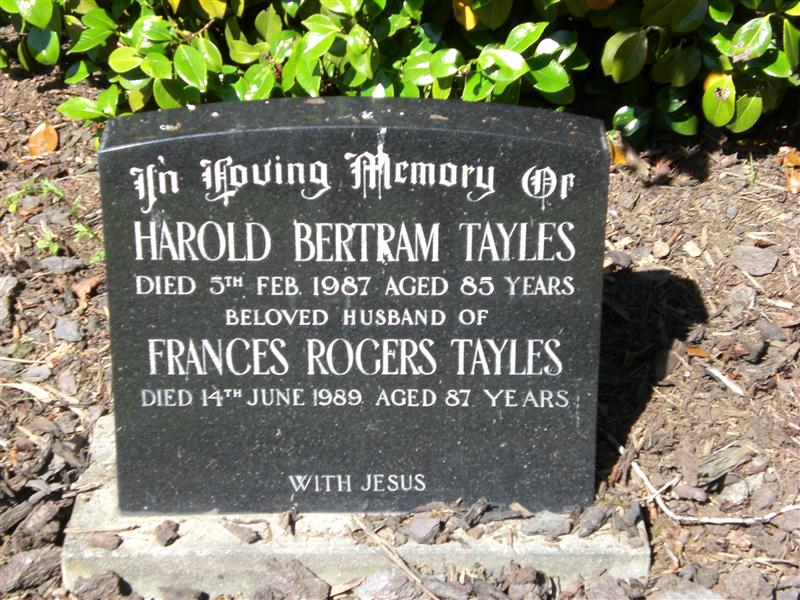 In Loving Memory Of
HAROLD BERTRAM TAYLES
DIED 5TH FEB. 1987 AGED 85 YEARS
BELOVED HUSBAND OF
FRANCES ROGERS TAYLES
DIED 14TH JUNE 1989 AGED 87 YEARS
WITH JESUS